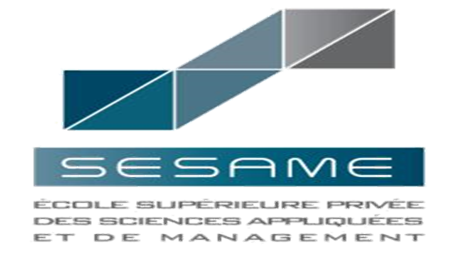 SESAME
ÉCOLE SUPÉRIEURE PRIVÉE
DES SCIENCES APPLIQUÉES
ET DE MANAGEMENT